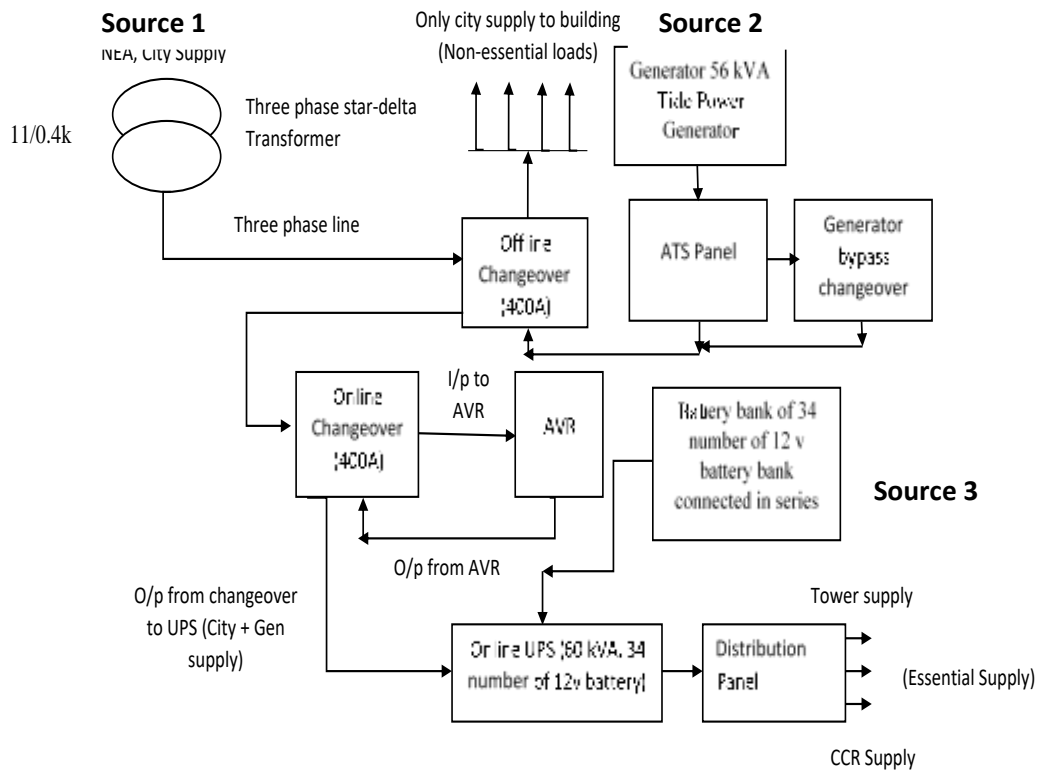 Source 1
NEA, City Supply
11/0.4k
Three phase star-delta
Transformer
Three phase line
Only city supply to building
(Non-essential loads)
Source 2
Generator 56 kVA
Tide Power
Generator
ATS Panel
Generator
bypass
changeover
Offline
Changeover
(400A)
Online
Changeover
(400A)
I/p to
AVR
AVR
O/p from AVR
Battery bank of 34
number of 12 v
battery bank
connected in series
Source 3
O/p from changeover
to UPS (City + Gen
supply)
Online UPS (60 kVA, 34
number of 12v battery)
Distribution
Panel
Tower supply
(Essential Supply)
CCR Supply